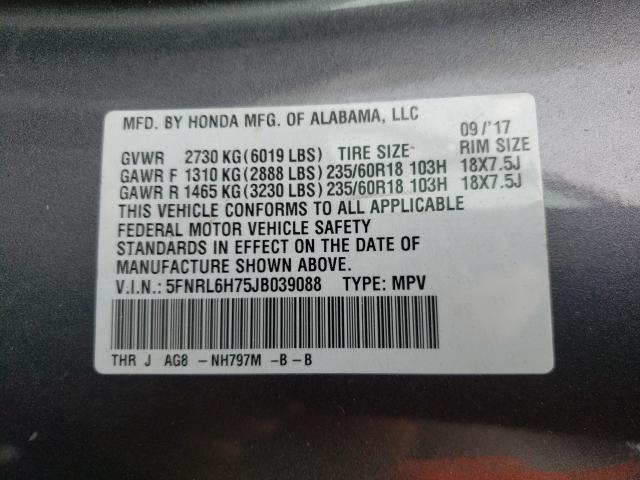 MFD. BY HONDA MFG. OF ALABAMA, LLC
09/'17
GVWR 2730 KG(6019 LBS) TIRE SIZE RIM SIZE
GAWR F 1310 KG(2888 LBS)235/60R18 103H 18X7.5J
GAWR R 1465 KG(3230 LBS)235/60R18 103H 18X7.5J
THIS VEHICLE CONFORMS TO ALL APPLICABLE
FEDERAL MOTOR VEHICLE SAFETY
STANDARDS IN EFFECT ON THE DATE OF
MANUFACTURE SHOWN ABOVE.
V.I.N.: 5FNRL6H75JB039088 TYPE: MPV
THR J AG8 -NH797M -B-B